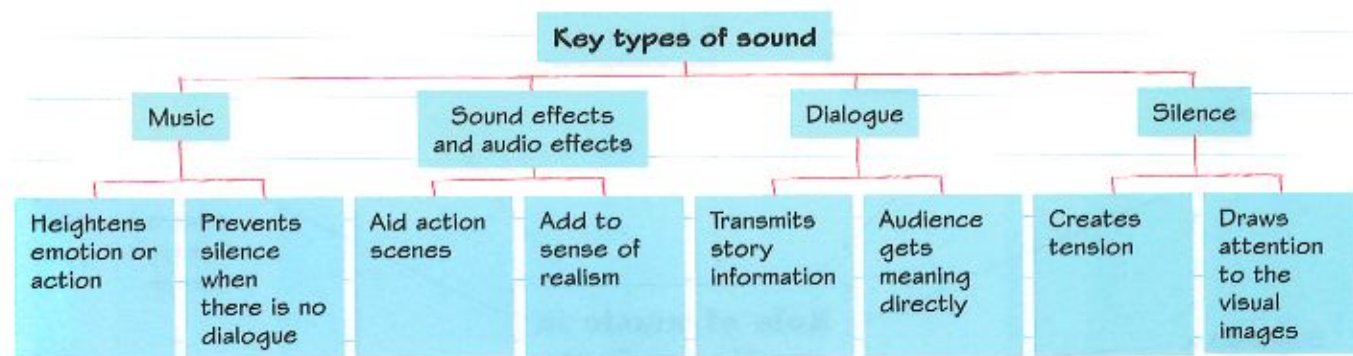 Key types of sound
Music
Sound effects
and audio effects
Dialogue
Silence
Heightens
emotion or
action
Prevents
silence
when
there is no
dialogue
Aid action
scenes
Add to
sense of
realism
Transmits
story
information
Audience
gets
meaning
directly
Creates
tension
Draws
attention
to the
visual
images